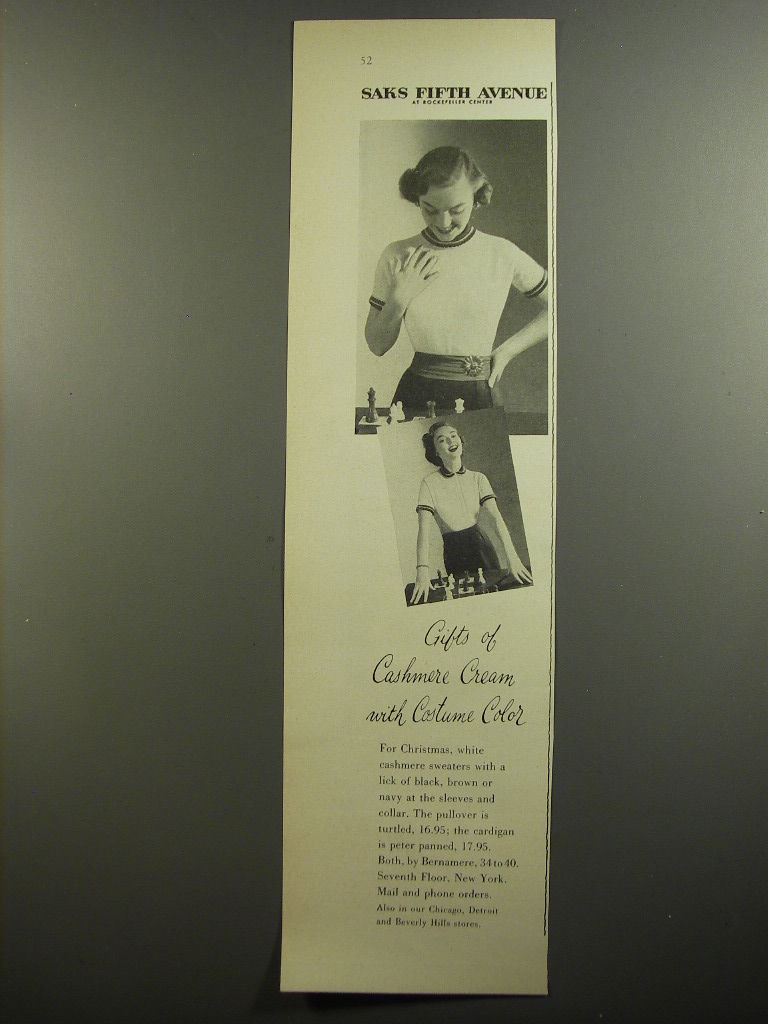 52
SAKS FIFTH AVENUE
AT ROCKEFELLER CENTER
Gifts of
Cashmere Cream
with Costume Color
For Christmas, white
cashmere sweaters with a
lick of black, brown or
navy at the sleeves and
collar. The pullover is
turtled, 16.95; the cardigan
is peter panned, 17.95.
Both, by Bernamere, 34 to 40.
Seventh Floor, New York.
Mail and phone orders.
Also in our Chicago, Detroit
and Beverly Hills stores.